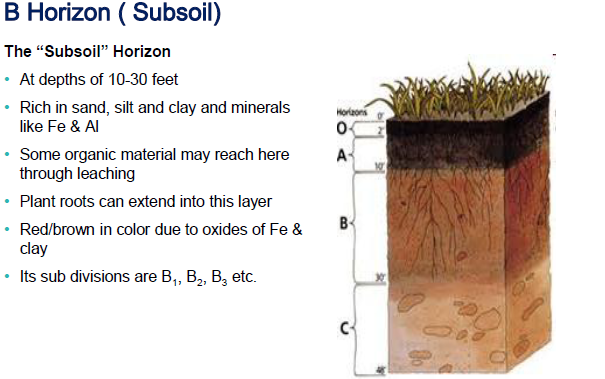 B Horizon ( Subsoil)
The “Subsoil” Horizon
• At depths of 10-30 feet
• Rich in sand, silt and clay and minerals
like Fe & Al
• Some organic material may reach here
through leaching
• Plant roots can extend into this layer
• Red/brown in color due to oxides of Fe &
clay
• Its sub divisions are B₁, B₂, B₃ etc.
Horizons
0"
O
2"
A
10"
B
30"
C
48"